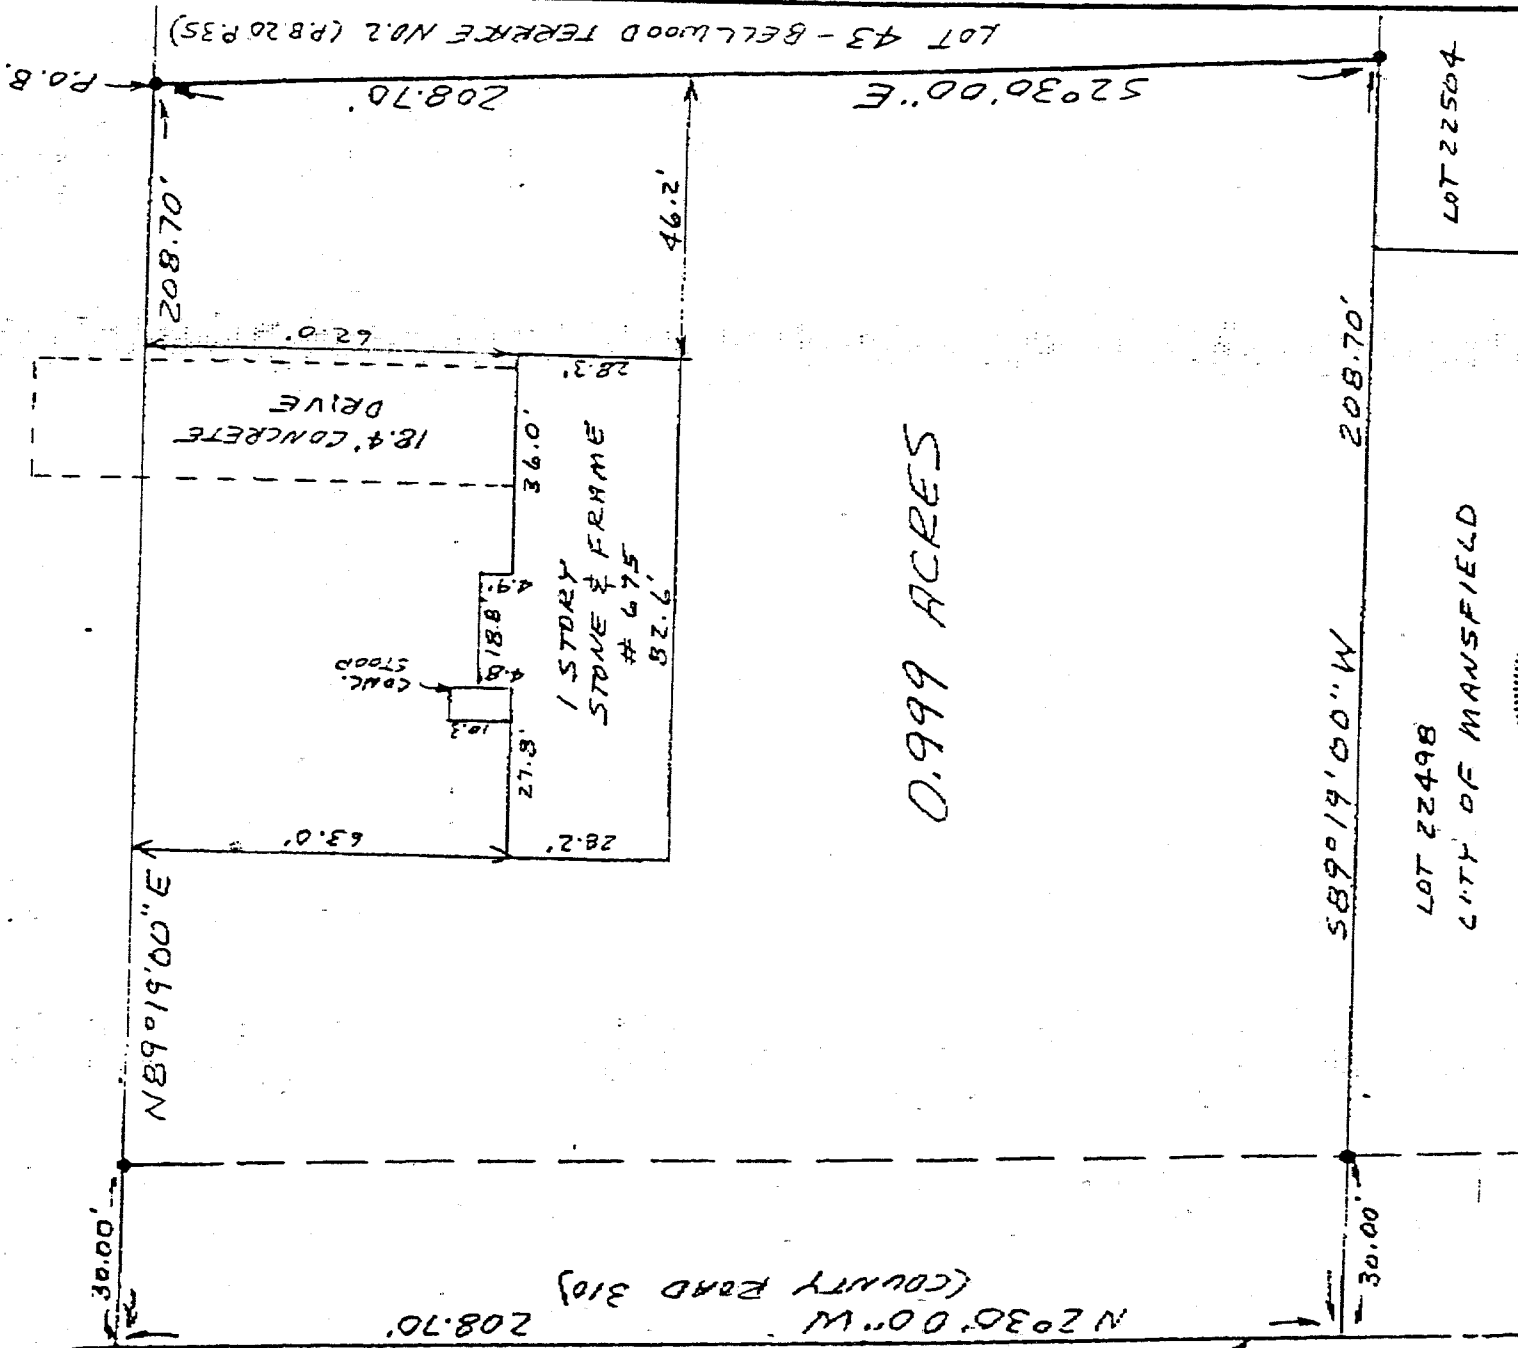 LOT 43 - BELLWOOD TERRACE NO.2 (P.B. 20 P. 35)
P.O.B.
208.70'
S2°30'00"E
LOT 22504
208.70'
46.2'
62.0'
28.3'
18.4' CONCRETE
DRIVE
36.0'
208.70'
1 STORY
STONE & FRAME
# 675
82.6'
4.9'
18.8'
4.8
CONC.
STOOP
10.3
27.8'
63.0'
28.2'
0.999 ACRES
N89°19'00"E
S89°19'00"W
LOT 22498
CITY OF MANSFIELD
30.00'
30.00'
N2°30'00"W
208.70'
(COUNTY ROAD 310)